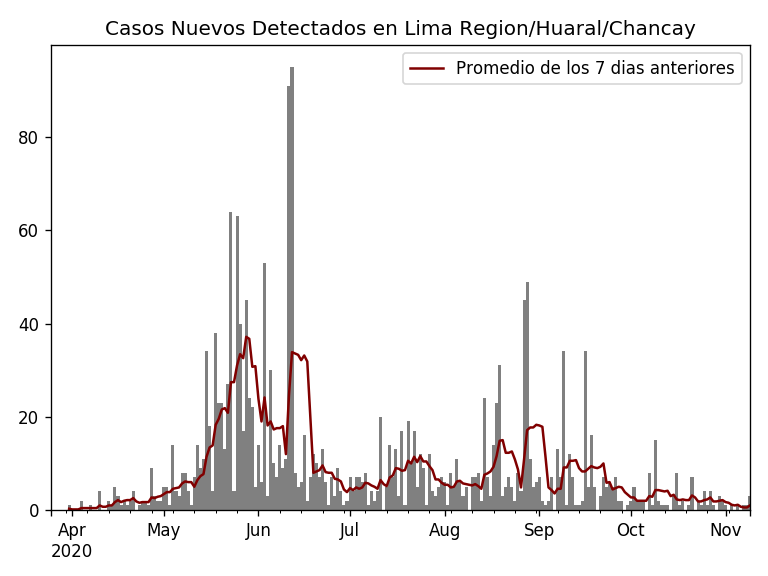 Casos Nuevos Detectados en Lima Region/Huaral/Chancay
Promedio de los 7 dias anteriores
80
60
40
20
0
Apr May Jun Jul Aug Sep Oct Nov
2020